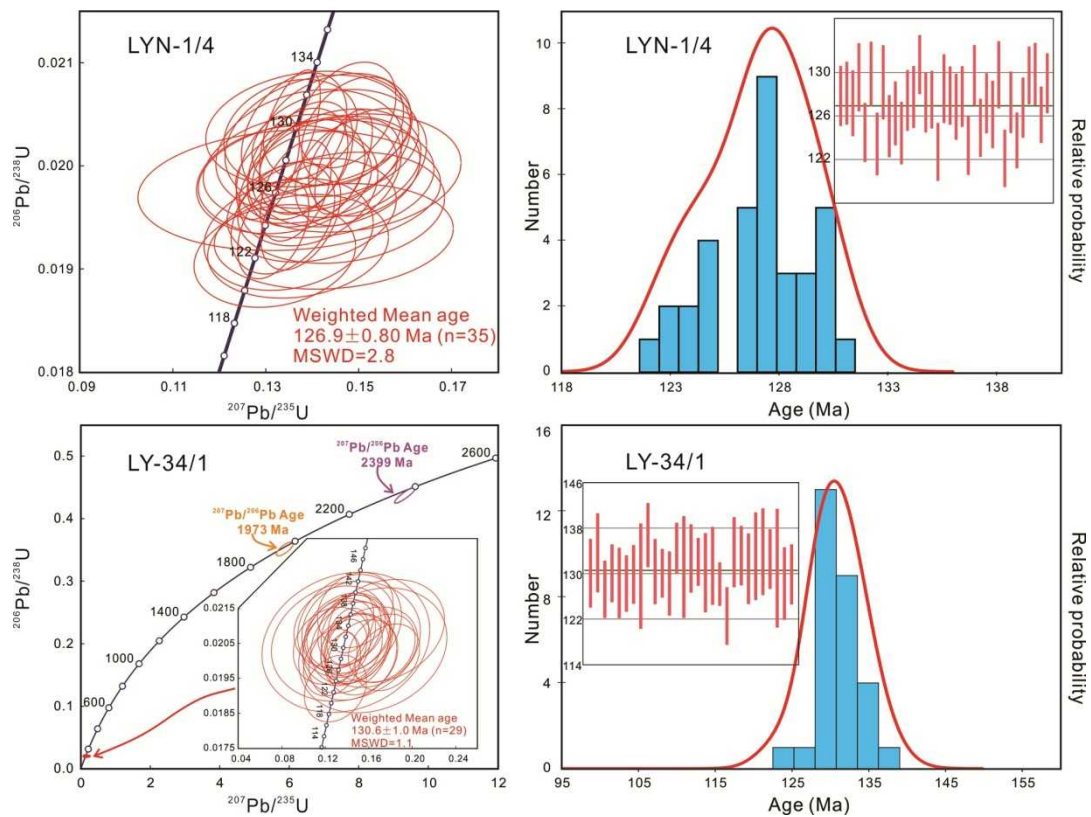 LYN-1/4
0.021
0.020
0.019
0.018
²⁰⁶Pb/²³⁸U
134
130
126
122
118
Weighted Mean age
126.9±0.80 Ma (n=35)
MSWD=2.8
0.09 0.11 0.13 0.15 0.17
²⁰⁷Pb/²³⁵U
LYN-1/4
10
8
6
4
2
0
Number
130
126
122
Relative probability
118 123 128 133 138
Age (Ma)
LY-34/1
0.5
0.4
0.3
0.2
0.1
0.0
²⁰⁶Pb/²³⁸U
²⁰⁷Pb/²⁰⁶Pb Age
2399 Ma
2600
2200
²⁰⁷Pb/²⁰⁶Pb Age
1973 Ma
1800
1400
1000
600
0.0215
0.0205
0.0195
0.0185
0.0175
146
142
134
130
122
118
114
Weighted Mean age
130.6±1.0 Ma (n=29)
MSWD=1.1
0.04 0.08 0.12 0.16 0.20 0.24
0 2 4 6 8 10 12
²⁰⁷Pb/²³⁵U
LY-34/1
16
12
8
4
0
Number
146
138
130
122
114
Relative probability
95 105 115 125 135 145 155
Age (Ma)